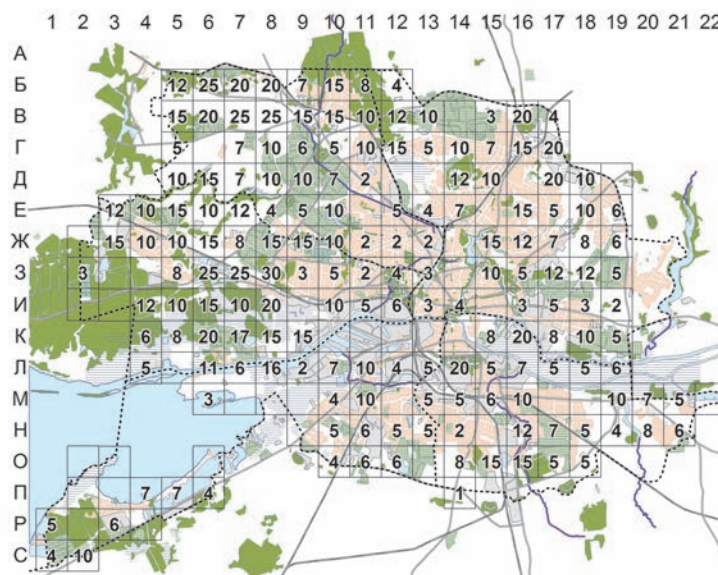 1 2 3 4 5 6 7 8 9 10 11 12 13 14 15 16 17 18 19 20 21 22
А
Б 12 25 20 20 7 15 8 4
В 15 20 25 25 15 15 10 12 10 3 20 4
Г 5 7 10 6 5 10 15 5 10 7 15 20
Д 10 15 7 10 10 7 2 12 10 20 10
Е 12 10 15 10 12 4 5 10 5 4 7 15 5 10 6
Ж 15 10 10 15 8 15 15 10 2 2 2 15 12 7 8 6
З 3 8 25 25 30 3 5 2 4 3 10 5 12 12 5
И 12 10 15 10 20 10 5 6 3 4 3 5 3 2
К 6 8 20 17 15 15 8 20 8 10 5
Л 5 11 6 16 2 7 10 4 5 20 5 7 5 5 6
М 3 4 10 5 5 6 10 10 7 5
Н 5 6 5 5 2 12 7 5 4 8 6
О 4 6 6 8 15 15 5 5
П 7 7 4 1
Р 5 6
С 4 10